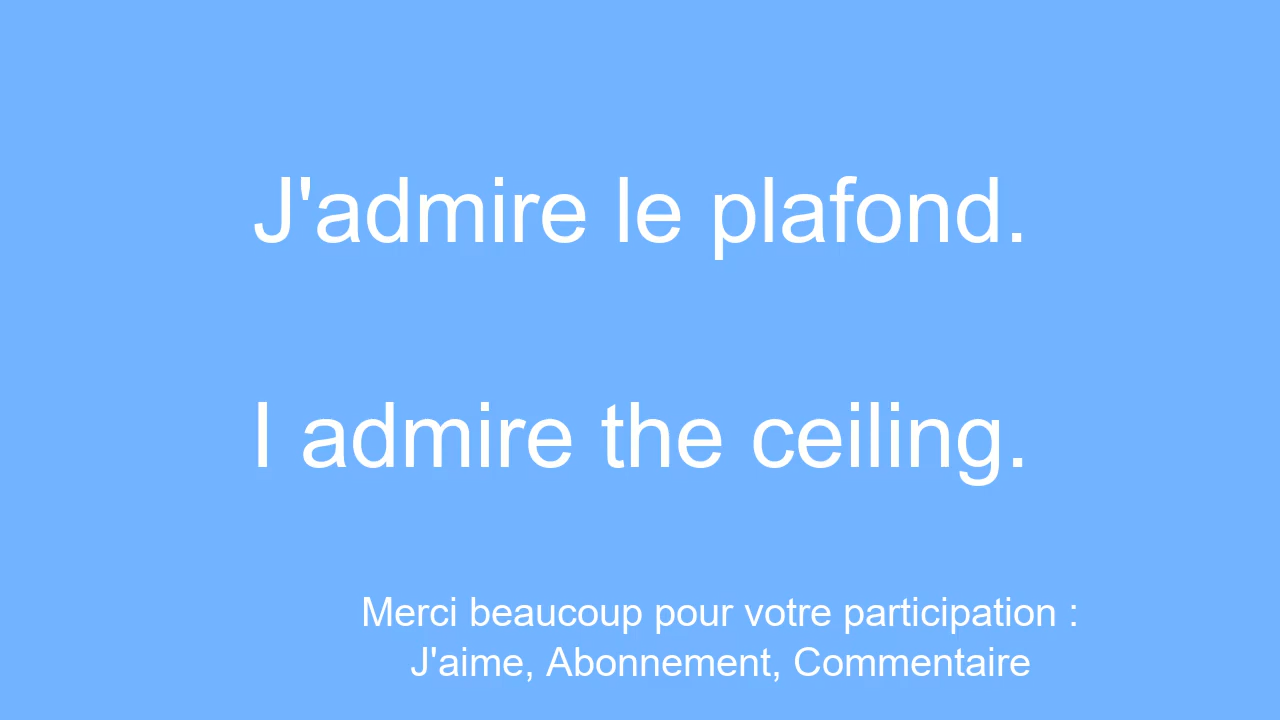 J'admire le plafond.
I admire the ceiling.
Merci beaucoup pour votre participation :
J'aime, Abonnement, Commentaire